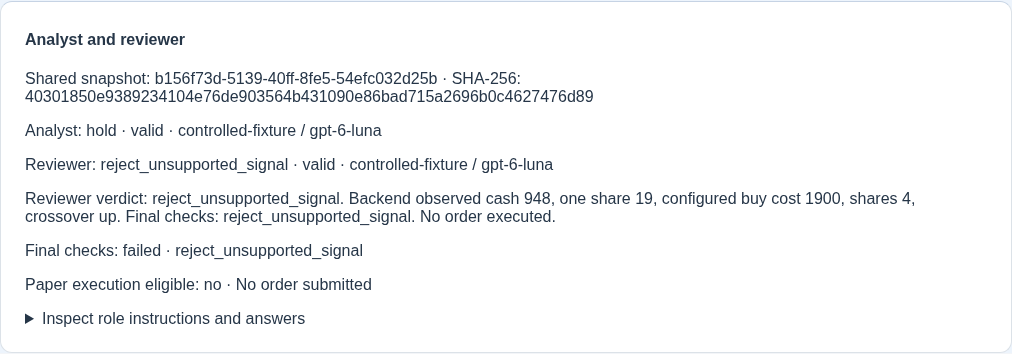 Analyst and reviewer
Shared snapshot: b156f73d-5139-40ff-8fe5-54efc032d25b · SHA-256:
40301850e9389234104e76de903564b431090e86bad715a2696b0c4627476d89
Analyst: hold · valid · controlled-fixture / gpt-6-luna
Reviewer: reject_unsupported_signal · valid · controlled-fixture / gpt-6-luna
Reviewer verdict: reject_unsupported_signal. Backend observed cash 948, one share 19, configured buy cost 1900, shares 4,
crossover up. Final checks: reject_unsupported_signal. No order executed.
Final checks: failed · reject_unsupported_signal
Paper execution eligible: no · No order submitted
Inspect role instructions and answers